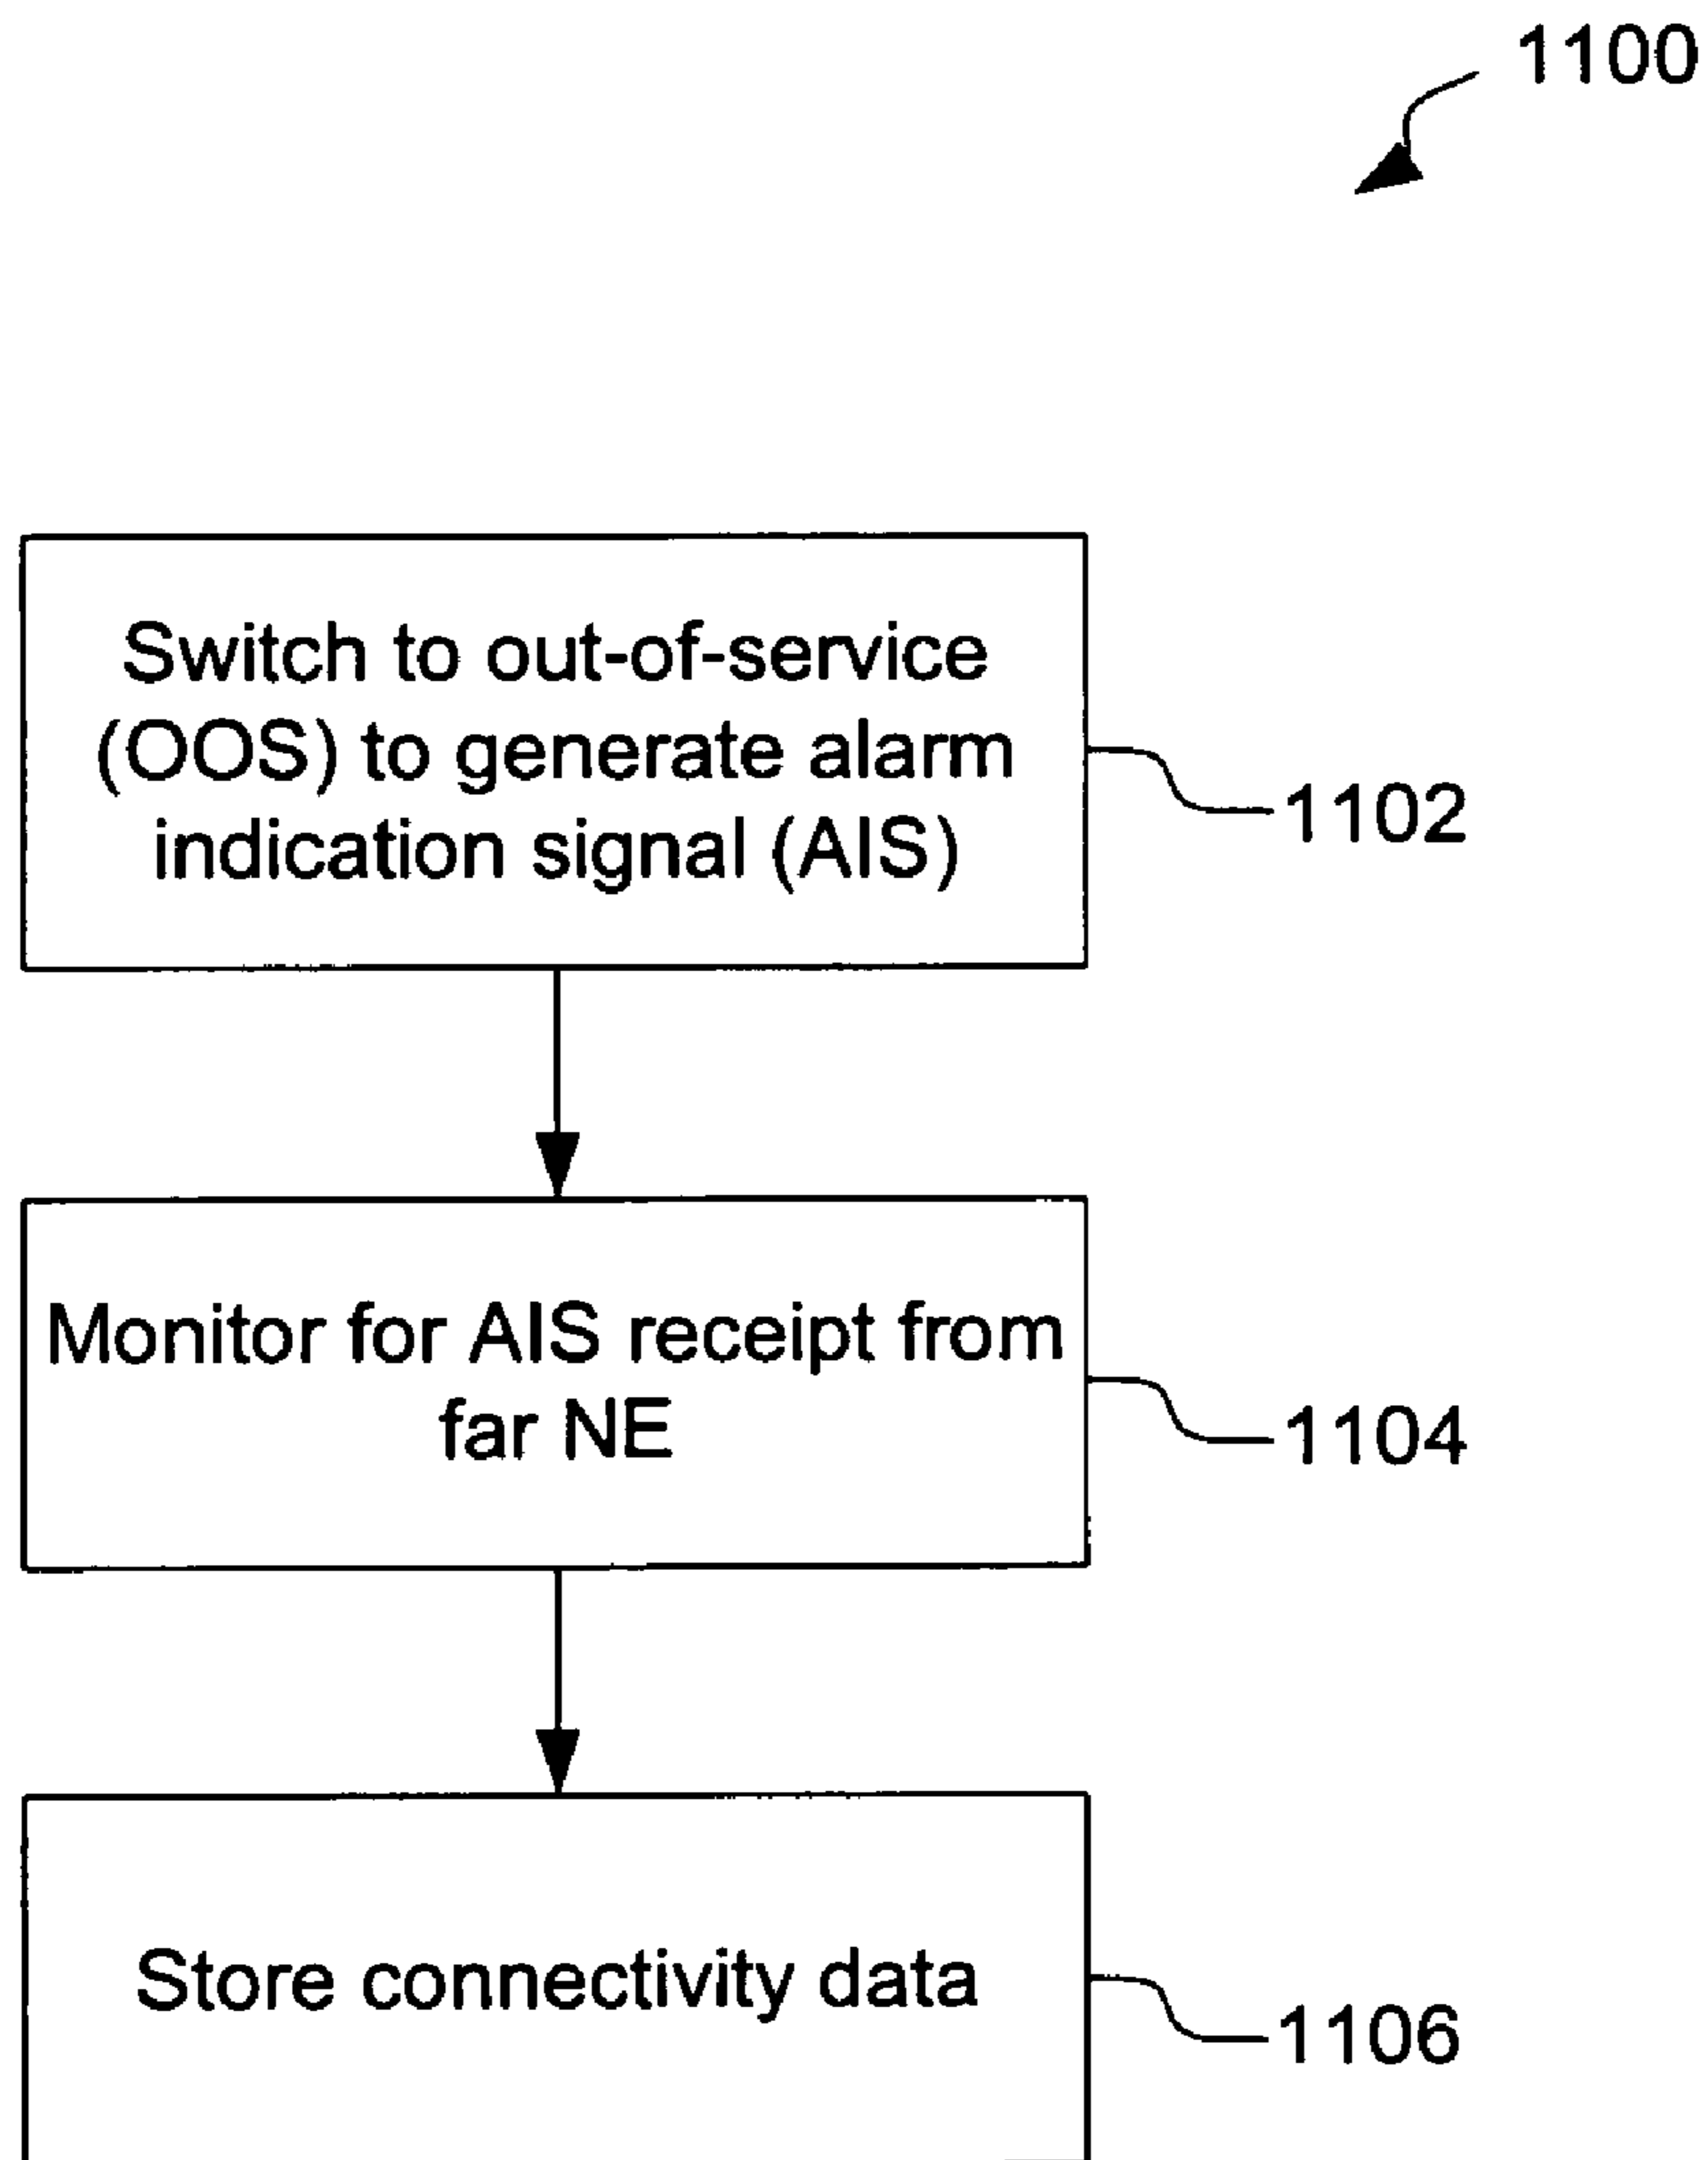 1100
Switch to out-of-service
(OOS) to generate alarm
indication signal (AIS)
1102
Monitor for AIS receipt from
far NE
1104
Store connectivity data
1106